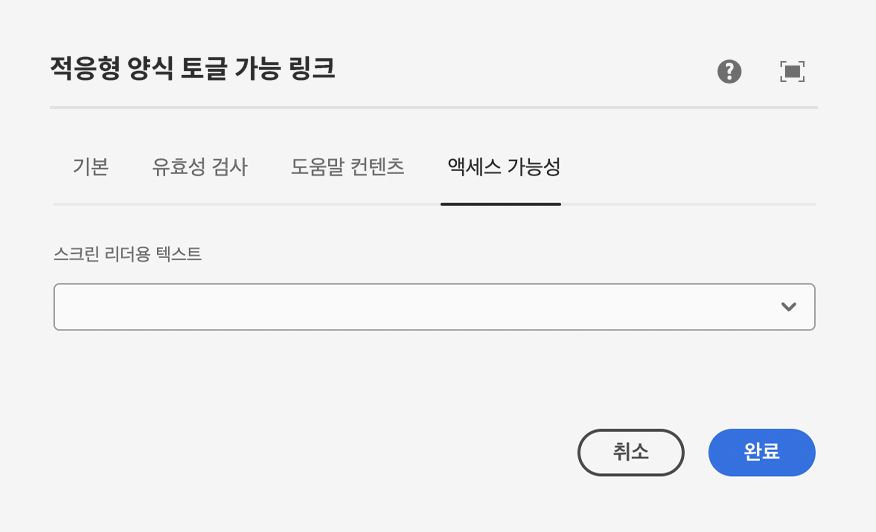 적응형 양식 토글 가능 링크
기본 유효성 검사 도움말 컨텐츠 액세스 가능성
스크린 리더용 텍스트
취소 완료